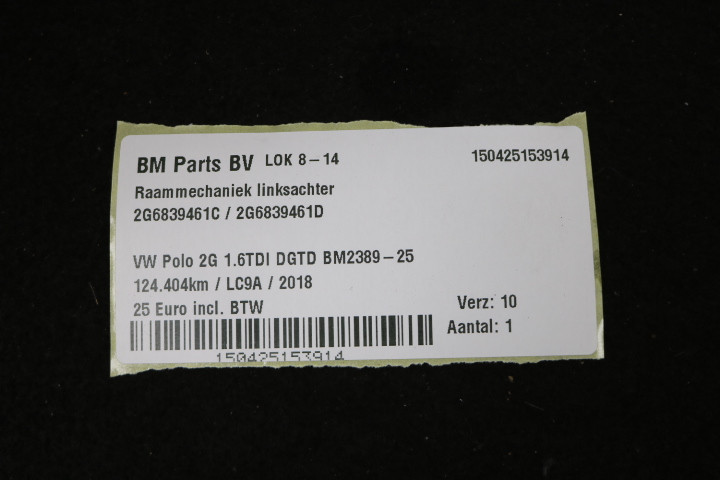 BM Parts BV LOK 8-14 150425153914
Raammechaniek linksachter
2G6839461C / 2G6839461D
VW Polo 2G 1.6TDI DGTD BM2389-25
124.404km / LC9A / 2018
25 Euro incl. BTW
Verz: 10
Aantal: 1
150425153914